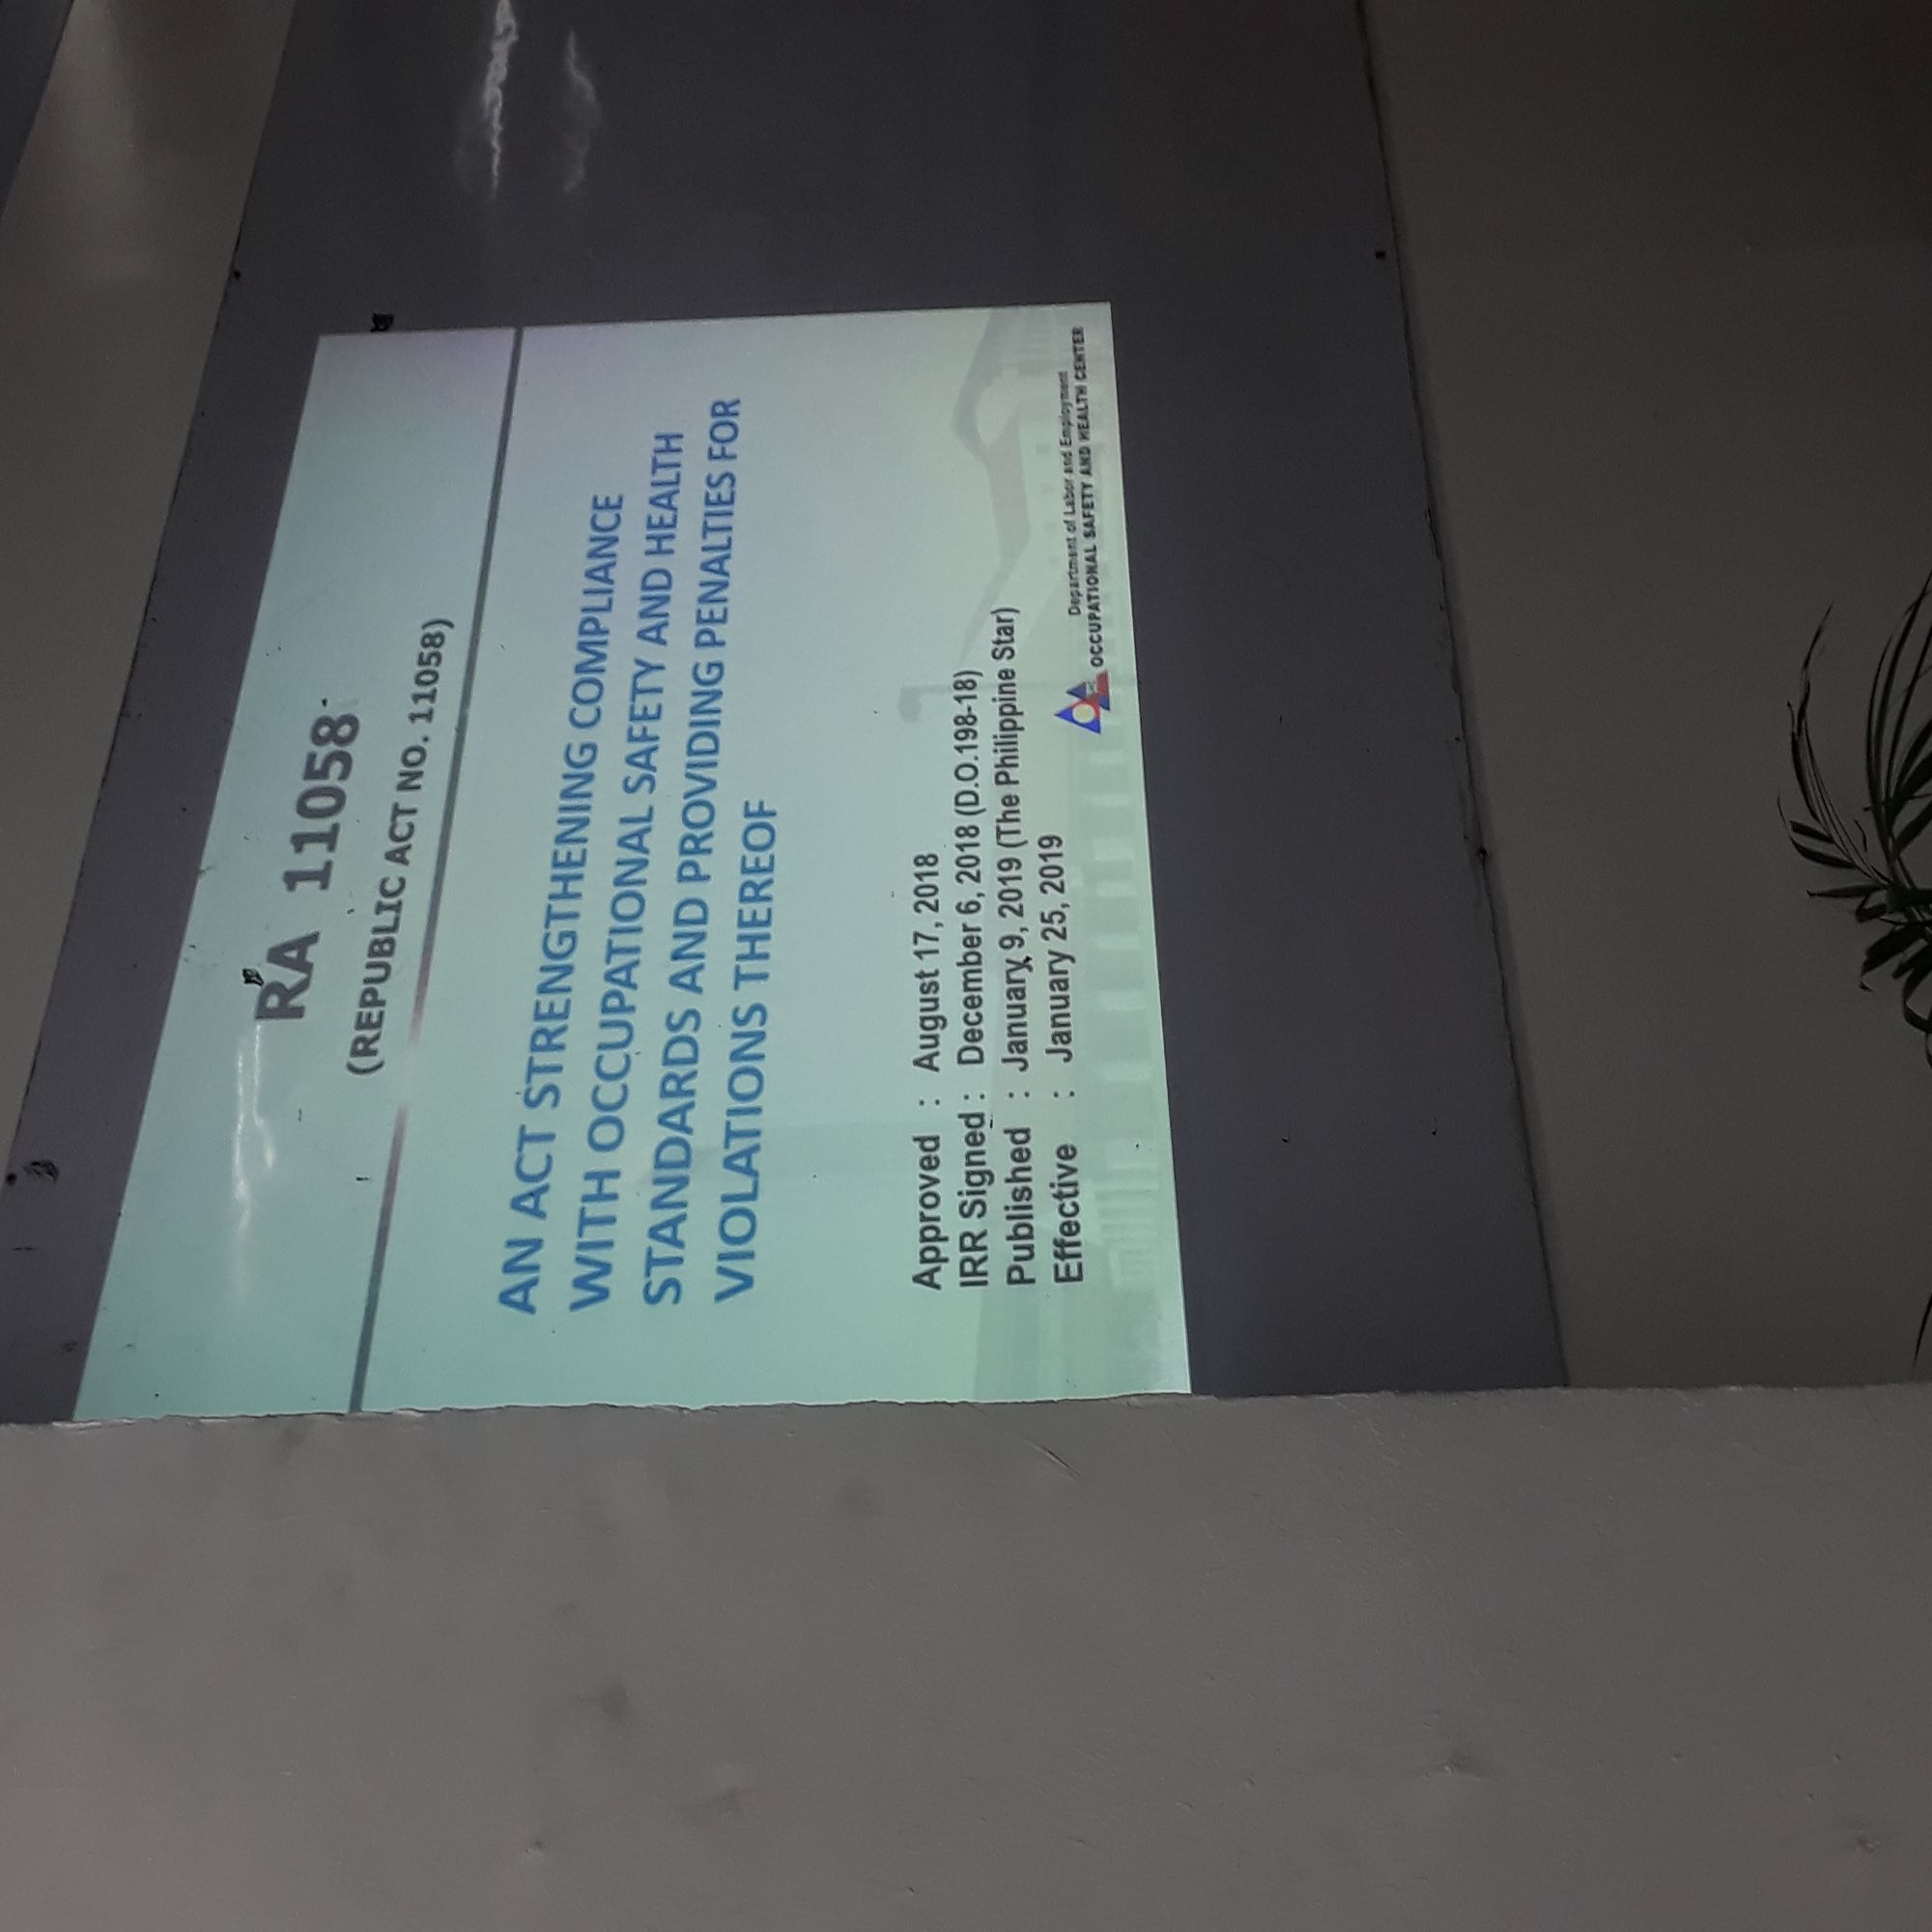 RA 11058
(REPUBLIC ACT NO. 11058)
AN ACT STRENGTHENING COMPLIANCE
WITH OCCUPATIONAL SAFETY AND HEALTH
STANDARDS AND PROVIDING PENALTIES FOR
VIOLATIONS THEREOF
Approved : August 17, 2018
IRR Signed : December 6, 2018 (D.O.198-18)
Published : January 9, 2019 (The Philippine Star)
Effective : January 25, 2019
Department of Labor and Employment
OCCUPATIONAL SAFETY AND HEALTH CENTER